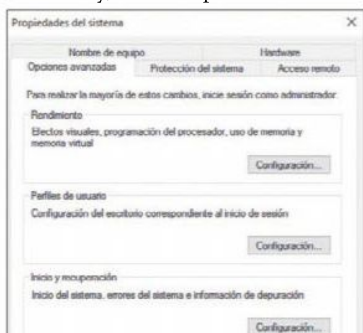 Propiedades del sistema
Nombre de equipo Hardware
Opciones avanzadas Protección del sistema Acceso remoto
Para realizar la mayoría de estos cambios, inicie sesión como administrador.
Rendimiento
Efectos visuales, programación del procesador, uso de memoria y
memoria virtual
Configuración...
Perfiles de usuario
Configuración del escritorio correspondiente al inicio de sesión
Configuración...
Inicio y recuperación
Inicio del sistema, errores del sistema e información de depuración
Configuración...